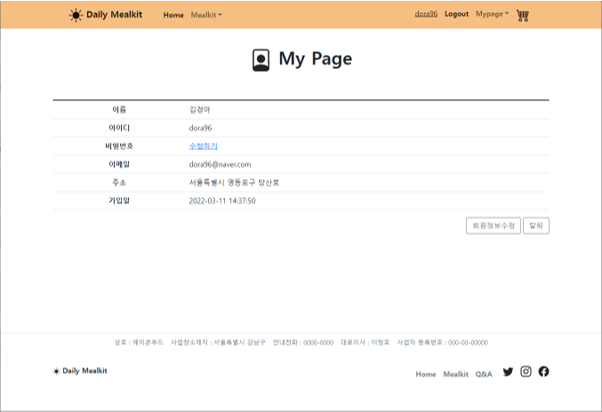 Daily Mealkit Home Mealkit dora96 Logout Mypage
My Page
이름 김경아
아이디 dora96
비밀번호 수정하기
이메일 dora96@naver.com
주소 서울특별시 영등포구 당산로
가입일 2022-03-11 14:37:50
회원정보수정 탈퇴
상호 : 에이콘푸드 사업장소재지 : 서울특별시 강남구 안내전화 : 0000-0000 대표이사 : 이정호 사업자 등록번호 : 000-00-00000
Daily Mealkit Home Mealkit Q&A